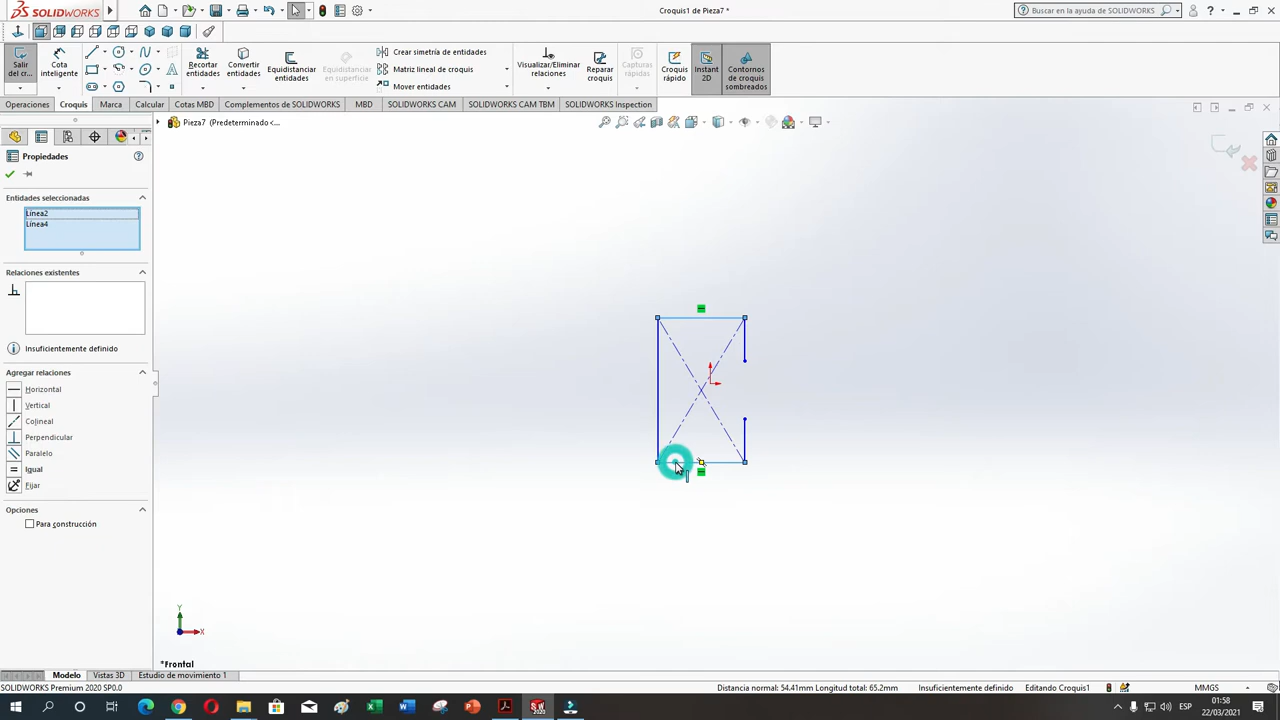 SOLIDWORKS
Croquis1 de Pieza7 *
Buscar en la ayuda de SOLIDWORKS
Salir del cr...
Cota inteligente
Recortar entidades
Convertir entidades
Equidistanciar entidades
Equidistanciar en superficie
Crear simetría de entidades
Matriz lineal de croquis
Mover entidades
Visualizar/Eliminar relaciones
Reparar croquis
Capturas rápidas
Croquis rápido
Instant 2D
Contornos de croquis sombreados
Operaciones
Croquis
Marca
Calcular
Cotas MBD
Complementos de SOLIDWORKS
MBD
SOLIDWORKS CAM
SOLIDWORKS CAM TBM
SOLIDWORKS Inspection
Pieza7 (Predeterminado <...
Propiedades
Entidades seleccionadas
Línea2
Línea4
Relaciones existentes
Insuficientemente definido
Agregar relaciones
Horizontal
Vertical
Colineal
Perpendicular
Paralelo
Igual
Fijar
Opciones
Para construcción
Y
X
*Frontal
Modelo
Vistas 3D
Estudio de movimiento 1
SOLIDWORKS Premium 2020 SP0.0
Distancia normal: 54.41mm Longitud total: 65.2mm
Insuficientemente definido
Editando Croquis1
MMGS
ESP
01:58
22/03/2021